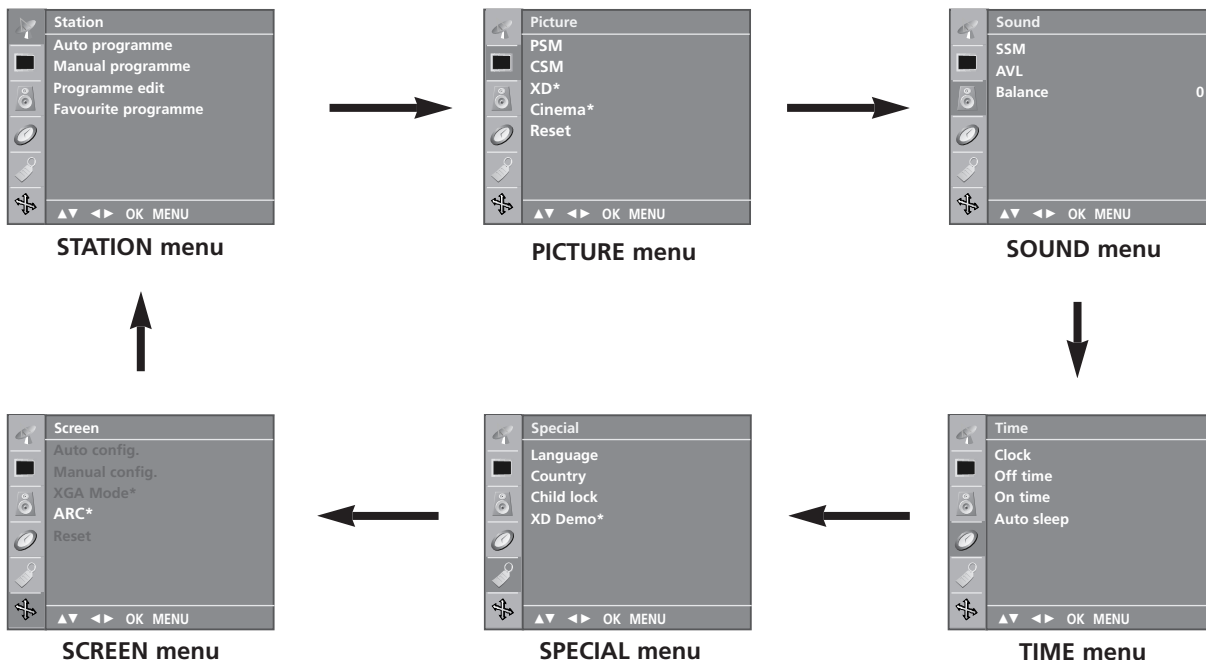 Station
Auto programme
Manual programme
Programme edit
Favourite programme
▲▼ ◄► OK MENU
STATION menu
Picture
PSM
CSM
XD*
Cinema*
Reset
▲▼ ◄► OK MENU
PICTURE menu
Sound
SSM
AVL
Balance 0
▲▼ ◄► OK MENU
SOUND menu
Screen
Auto config.
Manual config.
XGA Mode*
ARC*
Reset
▲▼ ◄► OK MENU
SCREEN menu
Special
Language
Country
Child lock
XD Demo*
▲▼ ◄► OK MENU
SPECIAL menu
Time
Clock
Off time
On time
Auto sleep
▲▼ ◄► OK MENU
TIME menu